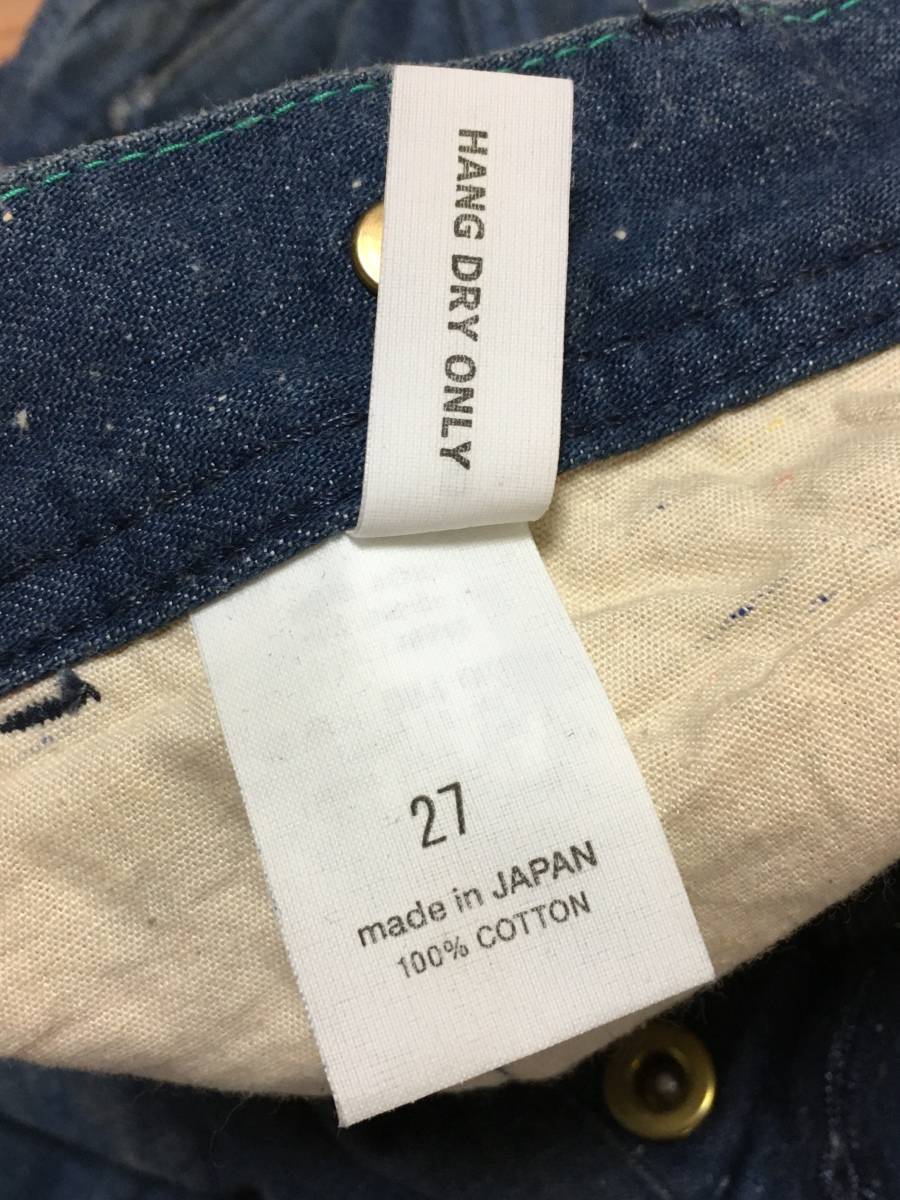 HANG DRY ONLY
27
made in JAPAN
100% COTTON